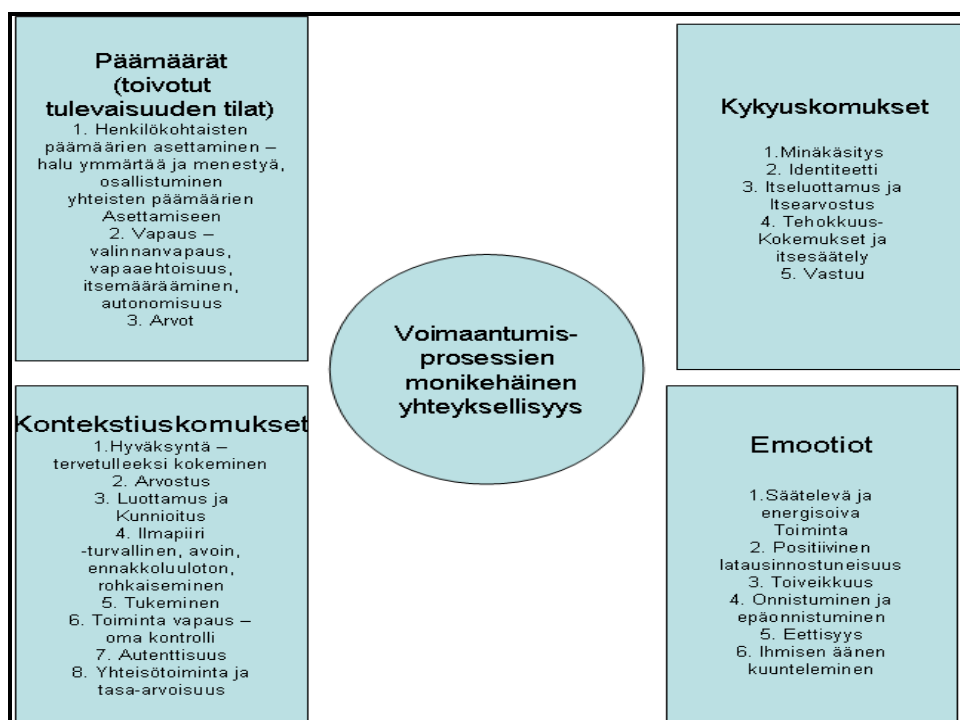 Päämäärät
(toivotut
tulevaisuuden tilat)
1. Henkilökohtaisten
päämäärien asettaminen –
halu ymmärtää ja menestyä,
osallistuminen
yhteisten päämäärien
Asettamiseen
2. Vapaus –
valinnanvapaus,
vapaaehtoisuus,
itsemäärääminen,
autonomisuus
3. Arvot
Kykyuskomukset
1.Minäkäsitys
2. Identiteetti
3. Itseluottamus ja
Itsearvostus
4. Tehokkuus-
Kokemukset ja
itsesäätely
5. Vastuu
Voimaantumis-
prosessien
monikehäinen
yhteyksellisyys
Kontekstiuskomukset
1.Hyväksyntä –
tervetulleeksi kokeminen
2. Arvostus
3. Luottamus ja
Kunnioitus
4. Ilmapiiri
-turvallinen, avoin,
ennakkoluuloton,
rohkaiseminen
5. Tukeminen
6. Toiminta vapaus –
oma kontrolli
7. Autenttisuus
8. Yhteisötoiminta ja
tasa-arvoisuus
Emootiot
1.Säätelevä ja
energisoiva
Toiminta
2. Positiivinen
latausinnostuneisuus
3. Toiveikkuus
4. Onnistuminen ja
epäonnistuminen
5. Eettisyys
6. Ihmisen äänen
kuunteleminen